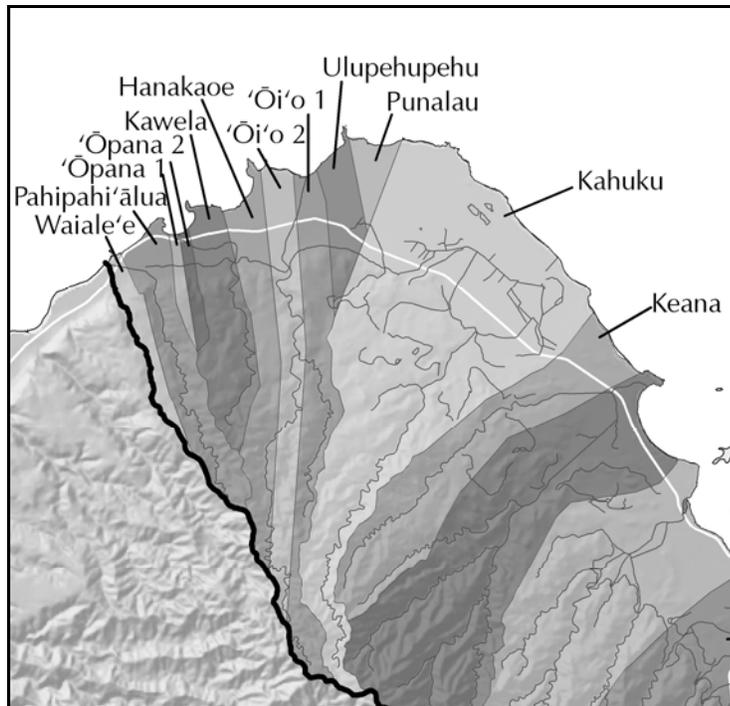 Ulupehupehu
Hanakaoe
ʻŌiʻo 1
Punalau
Kawela
ʻŌiʻo 2
ʻŌpana 2
ʻŌpana 1
Kahuku
Pahipahiʻālua
Waialeʻe
Keana